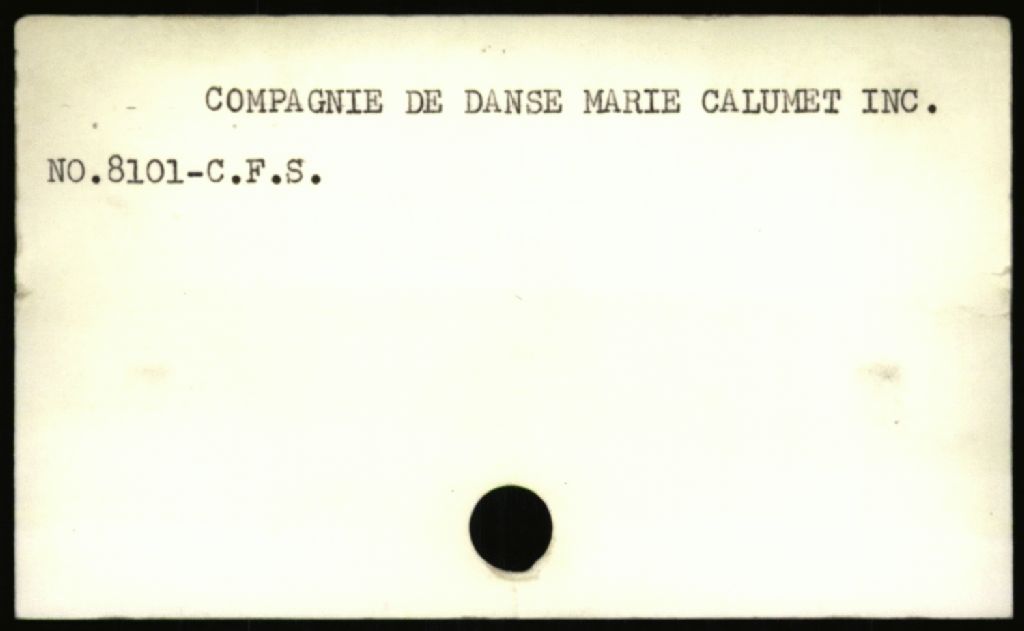 COMPAGNIE DE DANSE MARIE CALUMET INC.
NO.8101-C.F.S.